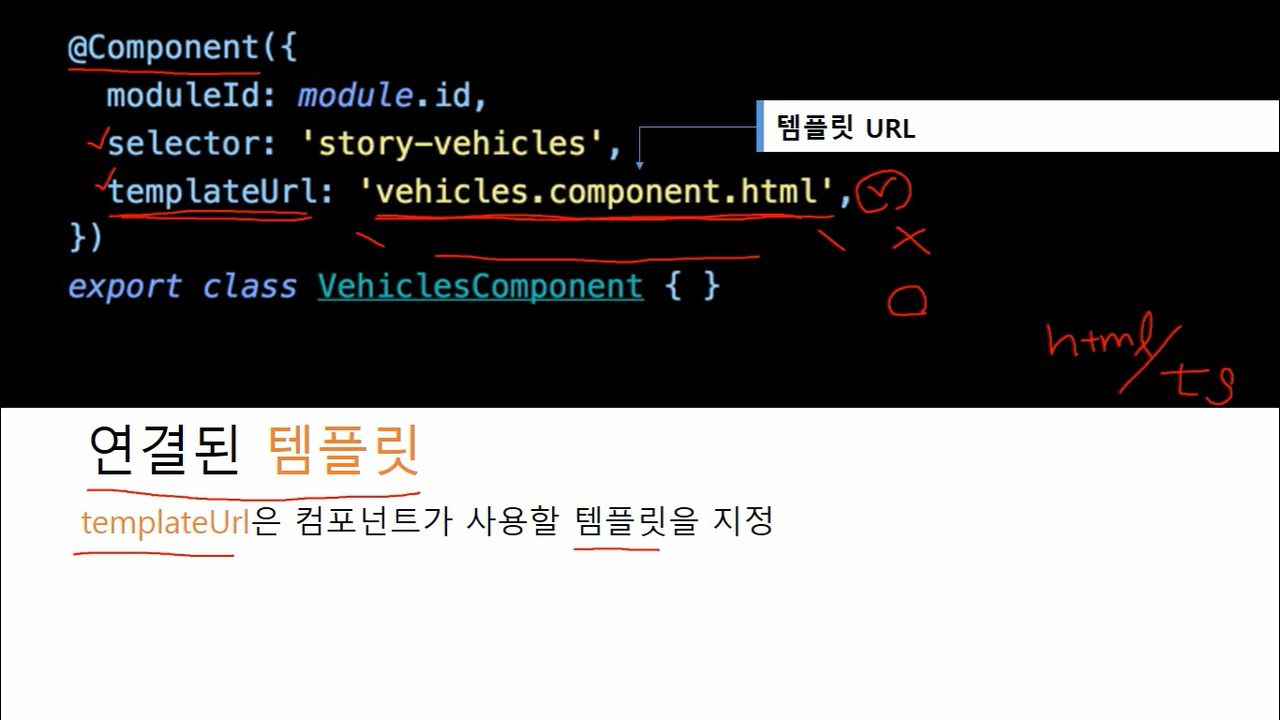 @Component({
moduleId: module.id,
selector: 'story-vehicles',
템플릿 URL
templateUrl: 'vehicles.component.html',
})
export class VehiclesComponent { }
html/
ts
연결된 템플릿
templateUrl은 컴포넌트가 사용할 템플릿을 지정